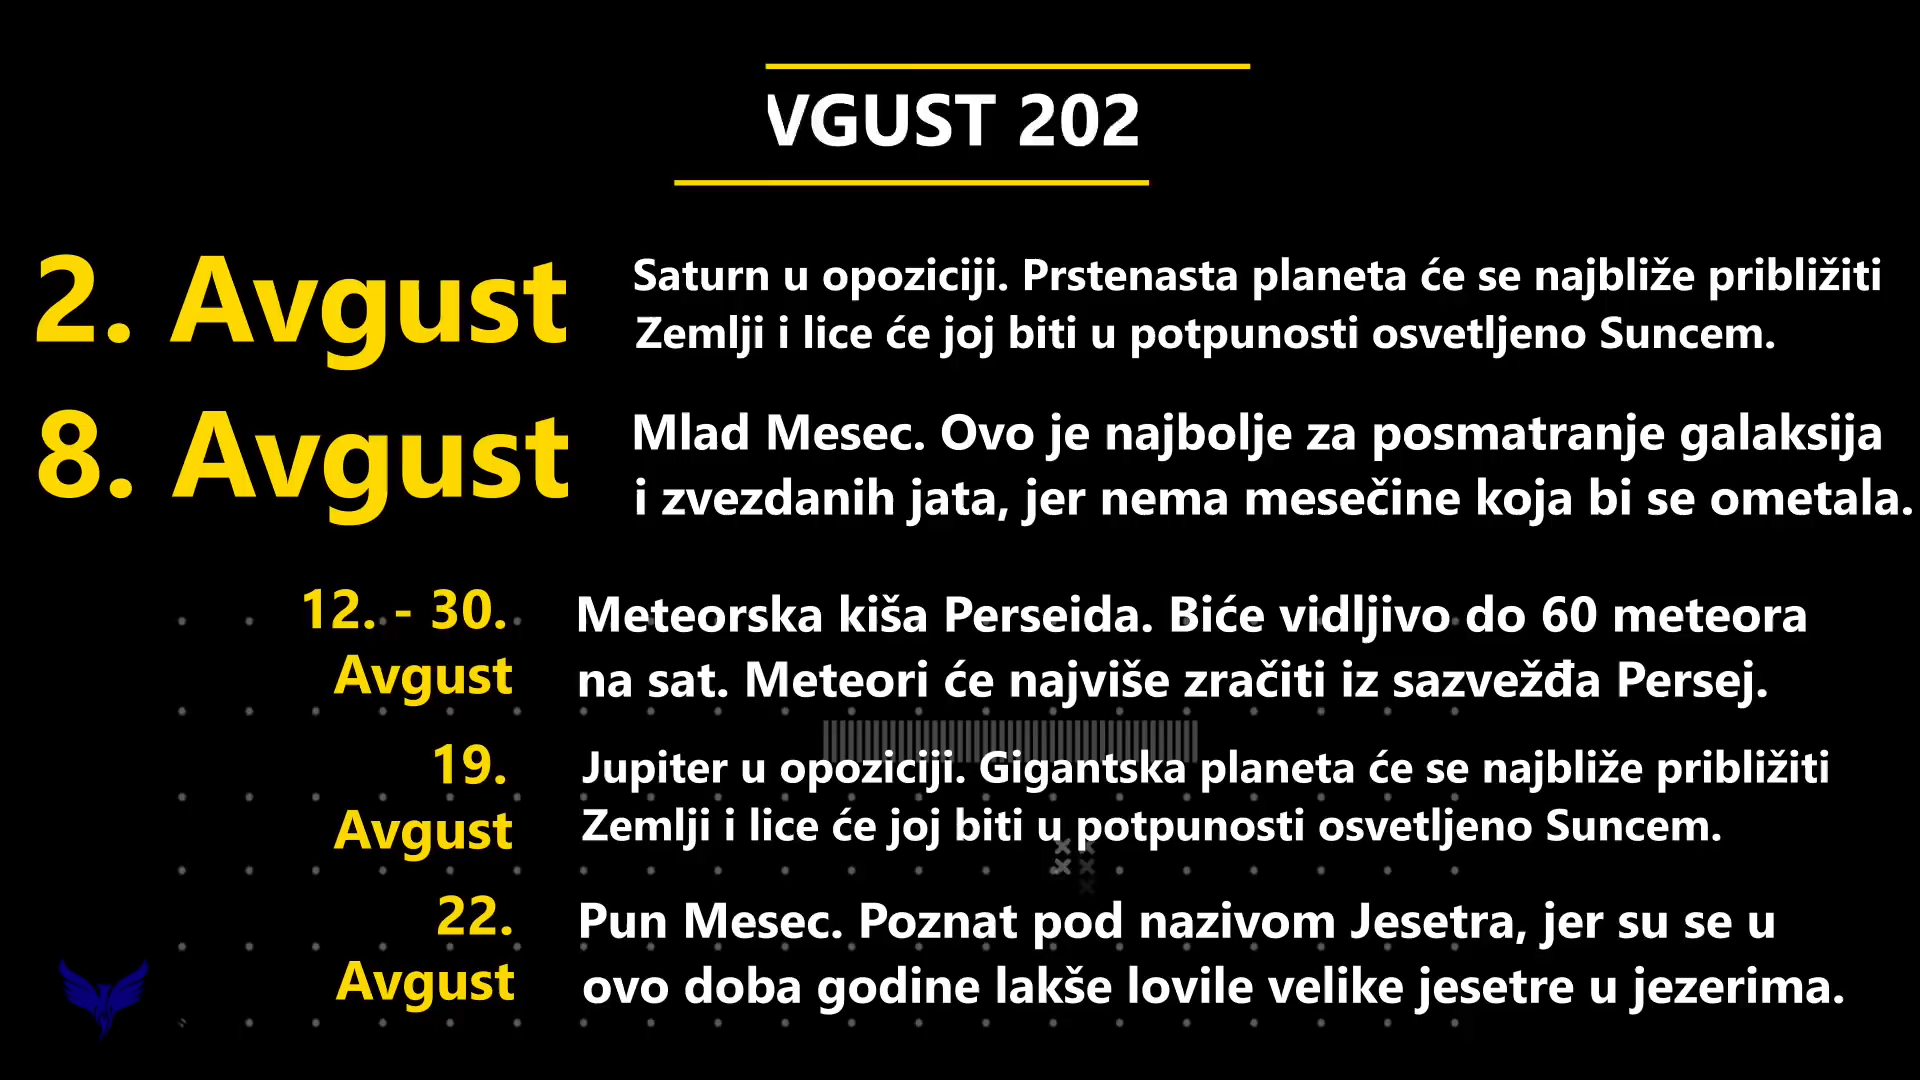 VGUST 202
2. Avgust
Saturn u opoziciji. Prstenasta planeta će se najbliže približiti
Zemlji i lice će joj biti u potpunosti osvetljeno Suncem.
8. Avgust
Mlad Mesec. Ovo je najbolje za posmatranje galaksija
i zvezdanih jata, jer nema mesečine koja bi se ometala.
12. - 30.
Avgust
Meteorska kiša Perseida. Biće vidljivo do 60 meteora
na sat. Meteori će najviše zračiti iz sazvežđa Persej.
19.
Avgust
Jupiter u opoziciji. Gigantska planeta će se najbliže približiti
Zemlji i lice će joj biti u potpunosti osvetljeno Suncem.
22.
Avgust
Pun Mesec. Poznat pod nazivom Jesetra, jer su se u
ovo doba godine lakše lovile velike jesetre u jezerima.